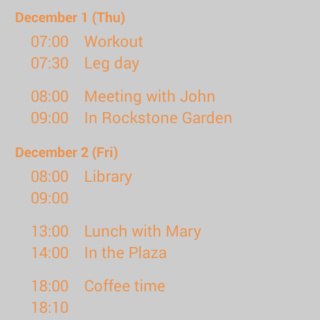 December 1 (Thu)
07:00 Workout
07:30 Leg day
08:00 Meeting with John
09:00 In Rockstone Garden
December 2 (Fri)
08:00 Library
09:00
13:00 Lunch with Mary
14:00 In the Plaza
18:00 Coffee time
18:10